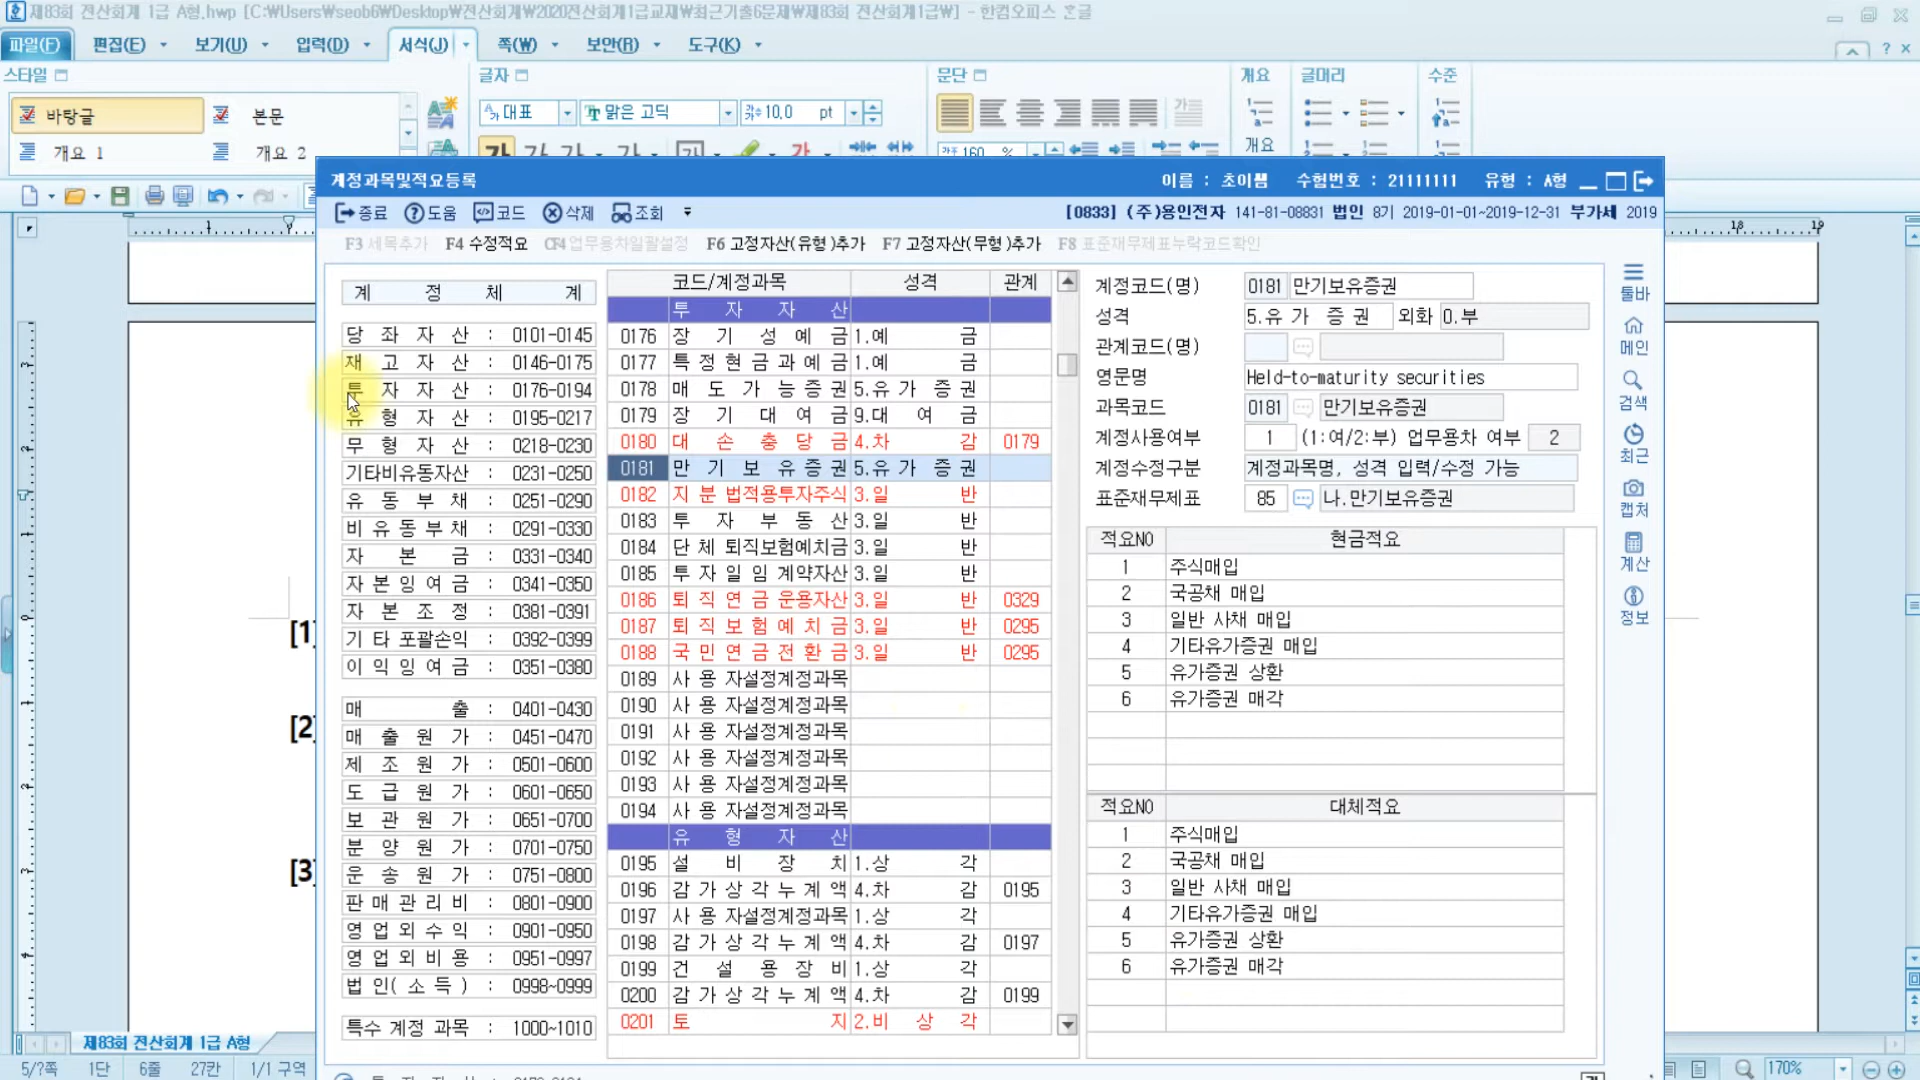 제83회 전산회계 1급 A형.hwp [C:\Users\seob6\Desktop\전산회계\2020전산회계1급교재\최근기출6문제\제83회 전산회계1급\] - 한컴오피스 한글
파일(F) 편집(E) 보기(U) 입력(D) 서식(J) 쪽(W) 보안(R) 도구(K)
스타일 글자 문단 개요 글머리 수준
바탕글 본문 대표 맑은 고딕 10.0 pt
개요 1 개요 2 160 % 개요
계정과목및적요등록 이름 : 초이쌤 수험번호 : 21111111 유형 : A형
종료 도움 코드 삭제 조회 [0833] (주)용인전자 141-81-08831 법인 8기 2019-01-01~2019-12-31 부가세 2019
F3 세목추가 F4 수정적요 CF4 업무용차일괄설정 F6 고정자산(유형)추가 F7 고정자산(무형)추가 F8 표준재무제표누락코드확인
계 정 체 계
당 좌 자 산 : 0101-0145
재 고 자 산 : 0146-0175
투 자 자 산 : 0176-0194
유 형 자 산 : 0195-0217
무 형 자 산 : 0218-0230
기타비유동자산 : 0231-0250
유 동 부 채 : 0251-0290
비 유 동 부 채 : 0291-0330
자 본 금 : 0331-0340
자 본 잉 여 금 : 0341-0350
자 본 조 정 : 0381-0391
기 타 포괄손익 : 0392-0399
이 익 잉 여 금 : 0351-0380
매 출 : 0401-0430
매 출 원 가 : 0451-0470
제 조 원 가 : 0501-0600
도 급 원 가 : 0601-0650
보 관 원 가 : 0651-0700
분 양 원 가 : 0701-0750
운 송 원 가 : 0751-0800
판 매 관 리 비 : 0801-0900
영 업 외 수 익 : 0901-0950
영 업 외 비 용 : 0951-0997
법 인( 소 득 ) : 0998~0999
특수 계정 과목 : 1000~1010
코드/계정과목 성격 관계
투 자 자 산
0176 장 기 성 예 금 1.예 금
0177 특 정 현 금 과 예 금 1.예 금
0178 매 도 가 능 증 권 5.유 가 증 권
0179 장 기 대 여 금 9.대 여 금
0180 대 손 충 당 금 4.차 감 0179
0181 만 기 보 유 증 권 5.유 가 증 권
0182 지 분 법적용투자주식 3.일 반
0183 투 자 부 동 산 3.일 반
0184 단 체 퇴직보험예치금 3.일 반
0185 투 자 일 임 계약자산 3.일 반
0186 퇴 직 연 금 운용자산 3.일 반 0329
0187 퇴 직 보 험 예 치 금 3.일 반 0295
0188 국 민 연 금 전 환 금 3.일 반 0295
0189 사 용 자설정계정과목
0190 사 용 자설정계정과목
0191 사 용 자설정계정과목
0192 사 용 자설정계정과목
0193 사 용 자설정계정과목
0194 사 용 자설정계정과목
유 형 자 산
0195 설 비 장 치 1.상 각
0196 감 가 상 각 누 계 액 4.차 감 0195
0197 사 용 자설정계정과목 1.상 각
0198 감 가 상 각 누 계 액 4.차 감 0197
0199 건 설 용 장 비 1.상 각
0200 감 가 상 각 누 계 액 4.차 감 0199
0201 토 지 2.비 상 각
계정코드(명) 0181 만기보유증권
성격 5.유 가 증 권 외화 0.부
관계코드(명)
영문명 Held-to-maturity securities
과목코드 0181 만기보유증권
계정사용여부 1 (1:여/2:부) 업무용차 여부 2
계정수정구분 계정과목명, 성격 입력/수정 가능
표준재무제표 85 나.만기보유증권
적요NO 현금적요
1 주식매입
2 국공채 매입
3 일반 사채 매입
4 기타유가증권 매입
5 유가증권 상환
6 유가증권 매각
적요NO 대체적요
1 주식매입
2 국공채 매입
3 일반 사채 매입
4 기타유가증권 매입
5 유가증권 상환
6 유가증권 매각
툴바
메인
검색
최근
캡처
계산
정보
[1]
[2]
[3]
제83회 전산회계 1급 A형
5/?쪽 1단 6줄 27칸 1/1 구역 170%